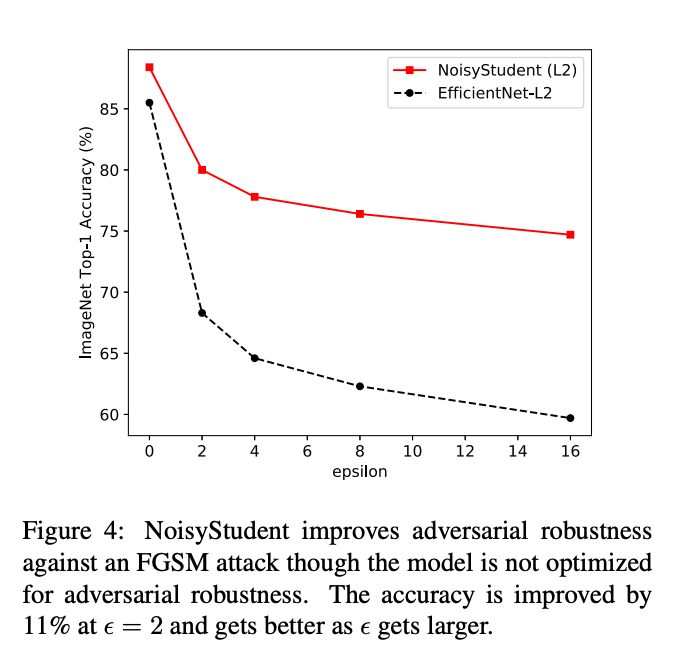 NoisyStudent (L2)
EfficientNet-L2
ImageNet Top-1 Accuracy (%)
85
80
75
70
65
60
0 2 4 6 8 10 12 14 16
epsilon
Figure 4: NoisyStudent improves adversarial robustness
against an FGSM attack though the model is not optimized
for adversarial robustness. The accuracy is improved by
11% at ϵ = 2 and gets better as ϵ gets larger.